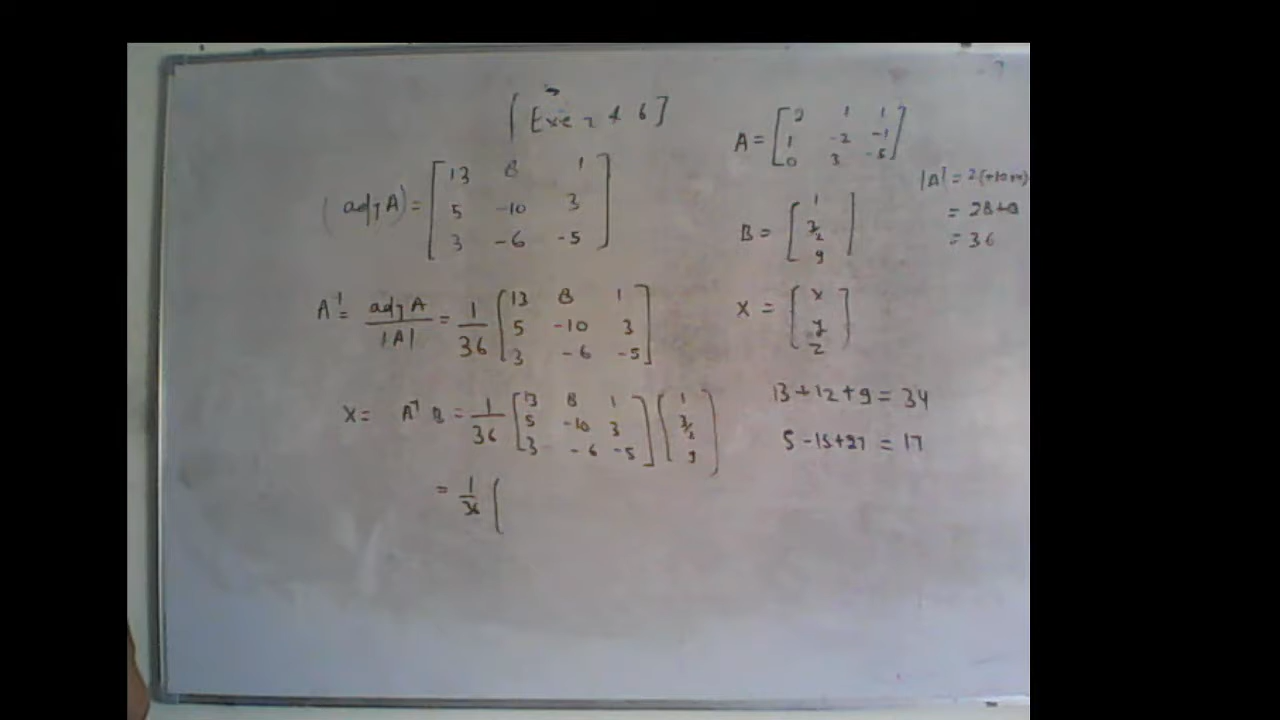 [Exe 2 4 6]
(adj A) = [13 8 1
5 -10 3
3 -6 -5]
A⁻¹ = adj A / |A| = 1/36 [13 8 1
5 -10 3
3 -6 -5]
X = A⁻¹ B = 1/36 [13 8 1
5 -10 3
3 -6 -5] [1
3/2
9]
= 1/36 [
A = [2 1 1
1 -2 -1
0 3 -5]
B = [1
3/2
9]
X = [x
y
z]
|A| = 2(+10
= 28+8
= 36
13 + 12 + 9 = 34
5 - 15 + 27 = 17